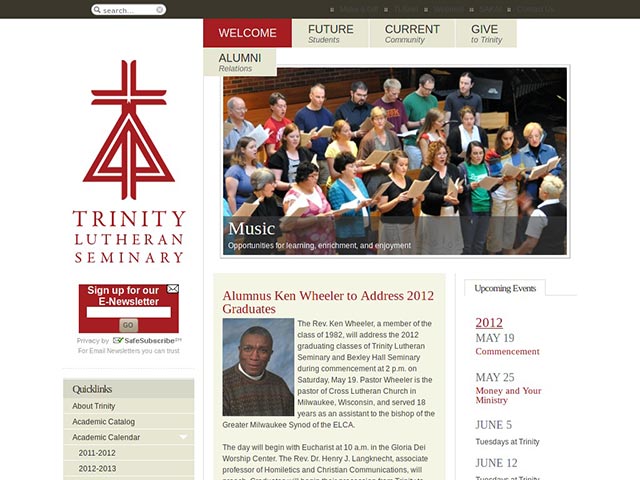 search...
Make a Gift
TLSnet
Webmail
SAKAI
Contact Us
WELCOME
FUTURE
Students
CURRENT
Community
GIVE
to Trinity
ALUMNI
Relations
TRINITY
LUTHERAN
SEMINARY
Music
Opportunities for learning, enrichment, and enjoyment
Sign up for our
E-Newsletter
GO
Privacy by SafeSubscribe SM
For Email Newsletters you can trust
Quicklinks
About Trinity
Academic Catalog
Academic Calendar
2011-2012
2012-2013
Alumnus Ken Wheeler to Address 2012
Graduates
The Rev. Ken Wheeler, a member of the
class of 1982, will address the 2012
graduating classes of Trinity Lutheran
Seminary and Bexley Hall Seminary
during commencement at 2 p.m. on
Saturday, May 19. Pastor Wheeler is the
pastor of Cross Lutheran Church in
Milwaukee, Wisconsin, and served 18
years as an assistant to the bishop of the
Greater Milwaukee Synod of the ELCA.
The day will begin with Eucharist at 10 a.m. in the Gloria Dei
Worship Center. The Rev. Dr. Henry J. Langknecht, associate
professor of Homiletics and Christian Communications, will
Upcoming Events
2012
MAY 19
Commencement
MAY 25
Money and Your
Ministry
JUNE 5
Tuesdays at Trinity
JUNE 12
Tuesdays at Trinity